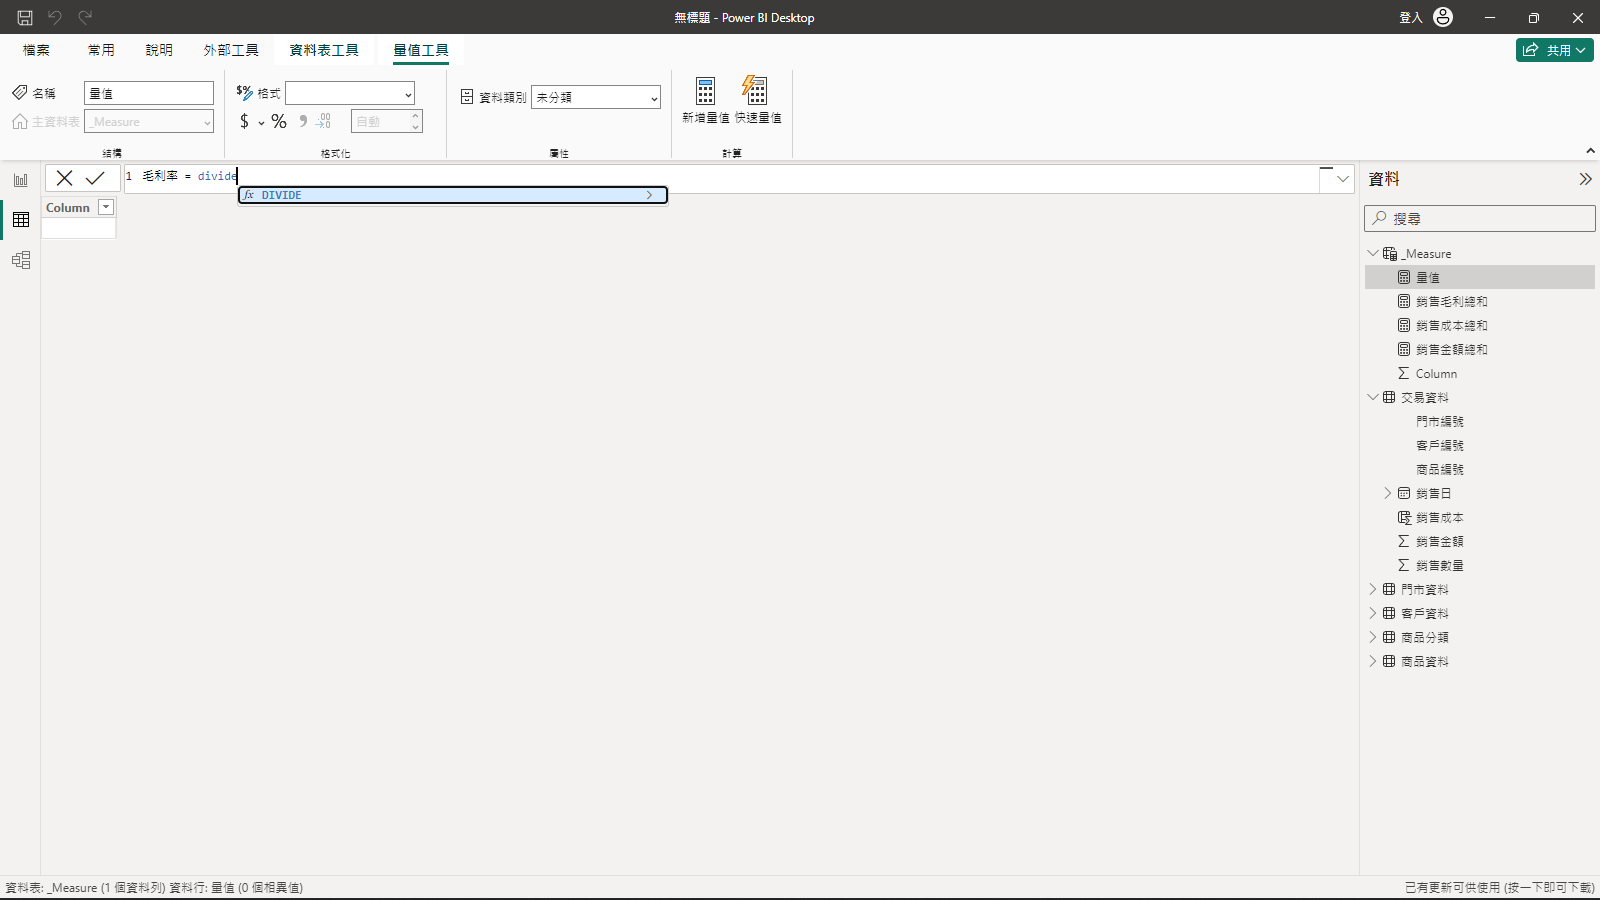 無標題 - Power BI Desktop
登入
檔案 常用 說明 外部工具 資料表工具 量值工具
共用
名稱 量值
主資料表 _Measure
結構
$% 格式
$ % 自動
格式化
資料類別 未分類
屬性
新增量值 快速量值
計算
1 毛利率 = divide
fx DIVIDE
Column
資料
搜尋
_Measure
量值
銷售毛利總和
銷售成本總和
銷售金額總和
Column
交易資料
門市編號
客戶編號
商品編號
銷售日
銷售成本
銷售金額
銷售數量
門市資料
客戶資料
商品分類
商品資料
資料表: _Measure (1 個資料列) 資料行: 量值 (0 個相異值)
已有更新可供使用 (按一下即可下載)